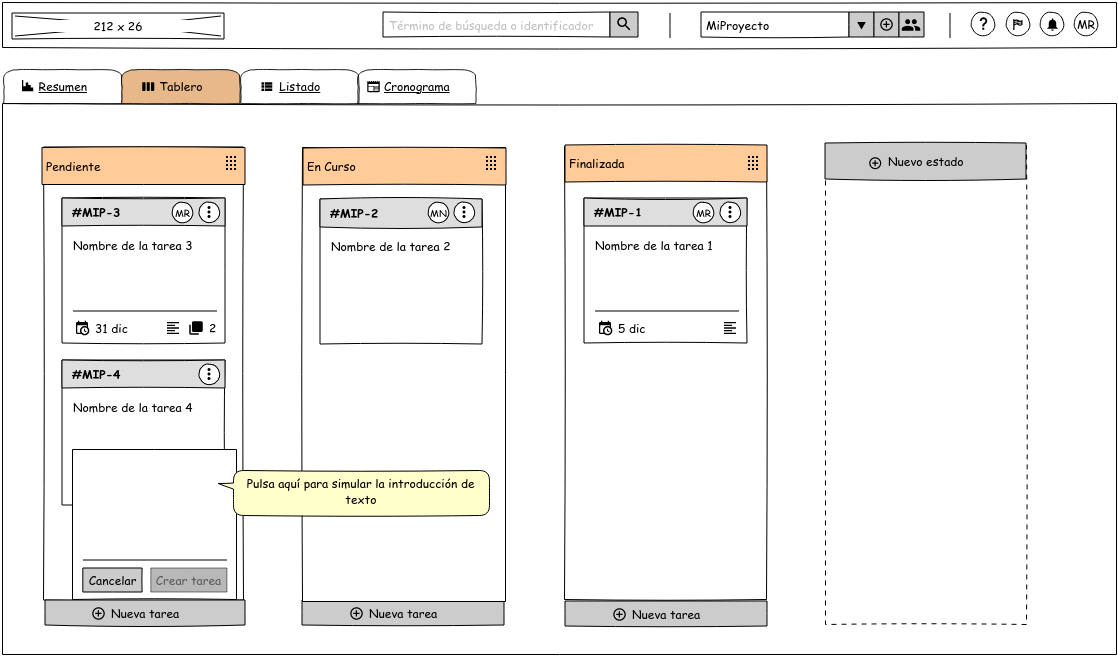 212 x 26
Término de búsqueda o identificador
MiProyecto
?
MR
Resumen
Tablero
Listado
Cronograma
Pendiente
#MIP-3
MR
Nombre de la tarea 3
31 dic
2
#MIP-4
Nombre de la tarea 4
Pulsa aquí para simular la introducción de
texto
Cancelar
Crear tarea
Nueva tarea
En Curso
#MIP-2
MN
Nombre de la tarea 2
Nueva tarea
Finalizada
#MIP-1
MR
Nombre de la tarea 1
5 dic
Nueva tarea
Nuevo estado